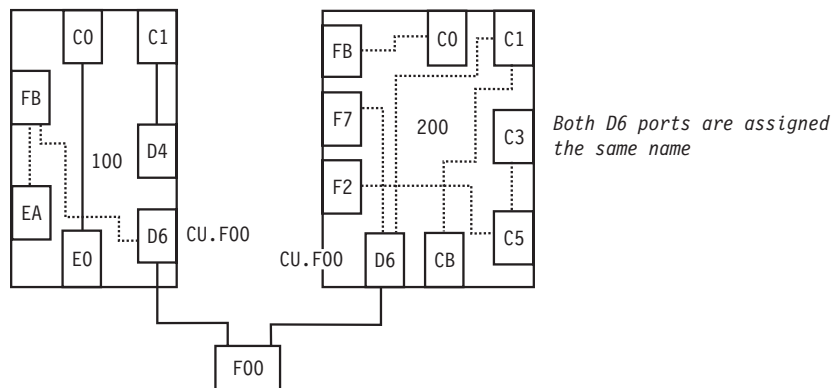 C0
C1
FB
100
D4
EA
D6
CU.F00
E0
FB
C0
C1
F7
200
C3
F2
C5
CU.F00
D6
CB
Both D6 ports are assigned
the same name
F00